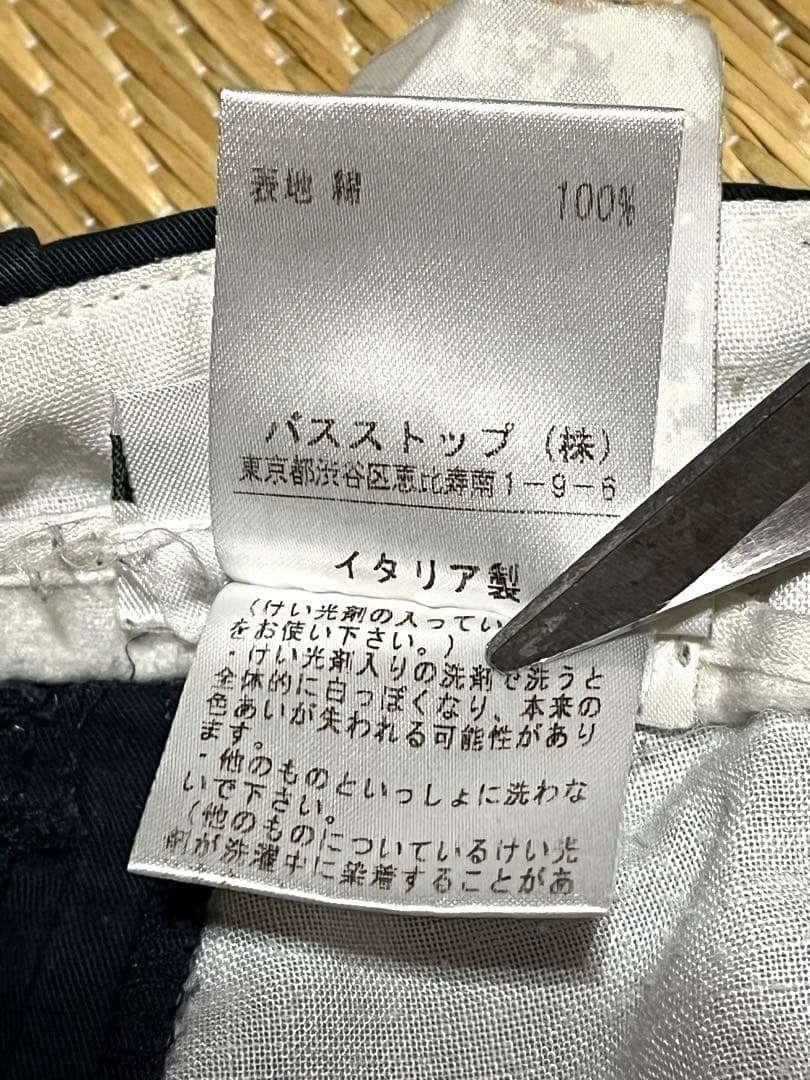 表地 綿 100%
バスストップ (株)
東京都渋谷区恵比寿南1-9-6
イタリア製
(けい光剤の入ってい
をお使い下さい。)
・けい光剤入りの洗剤で洗うと
全体的に白っぽくなり、本来の
色あいが失われる可能性があり
ます。
・他のものといっしょに洗わな
いで下さい。
(他のものについているけい光
剤が洗濯中に染着することがあ